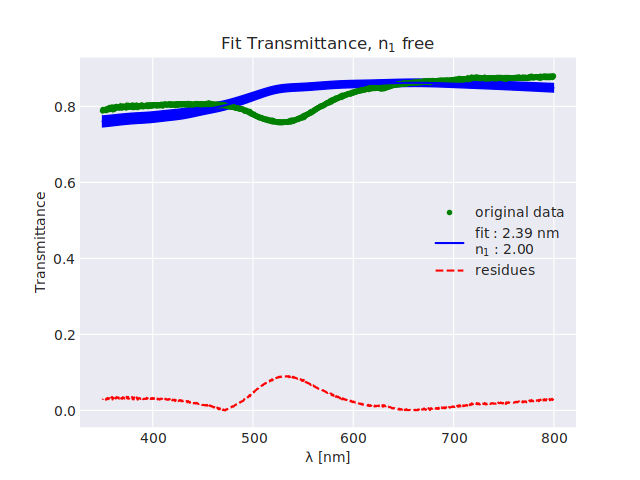 Fit Transmittance, n₁ free
Transmittance
0.8
0.6
0.4
0.2
0.0
original data
fit : 2.39 nm
n₁ : 2.00
residues
400 500 600 700 800
λ [nm]